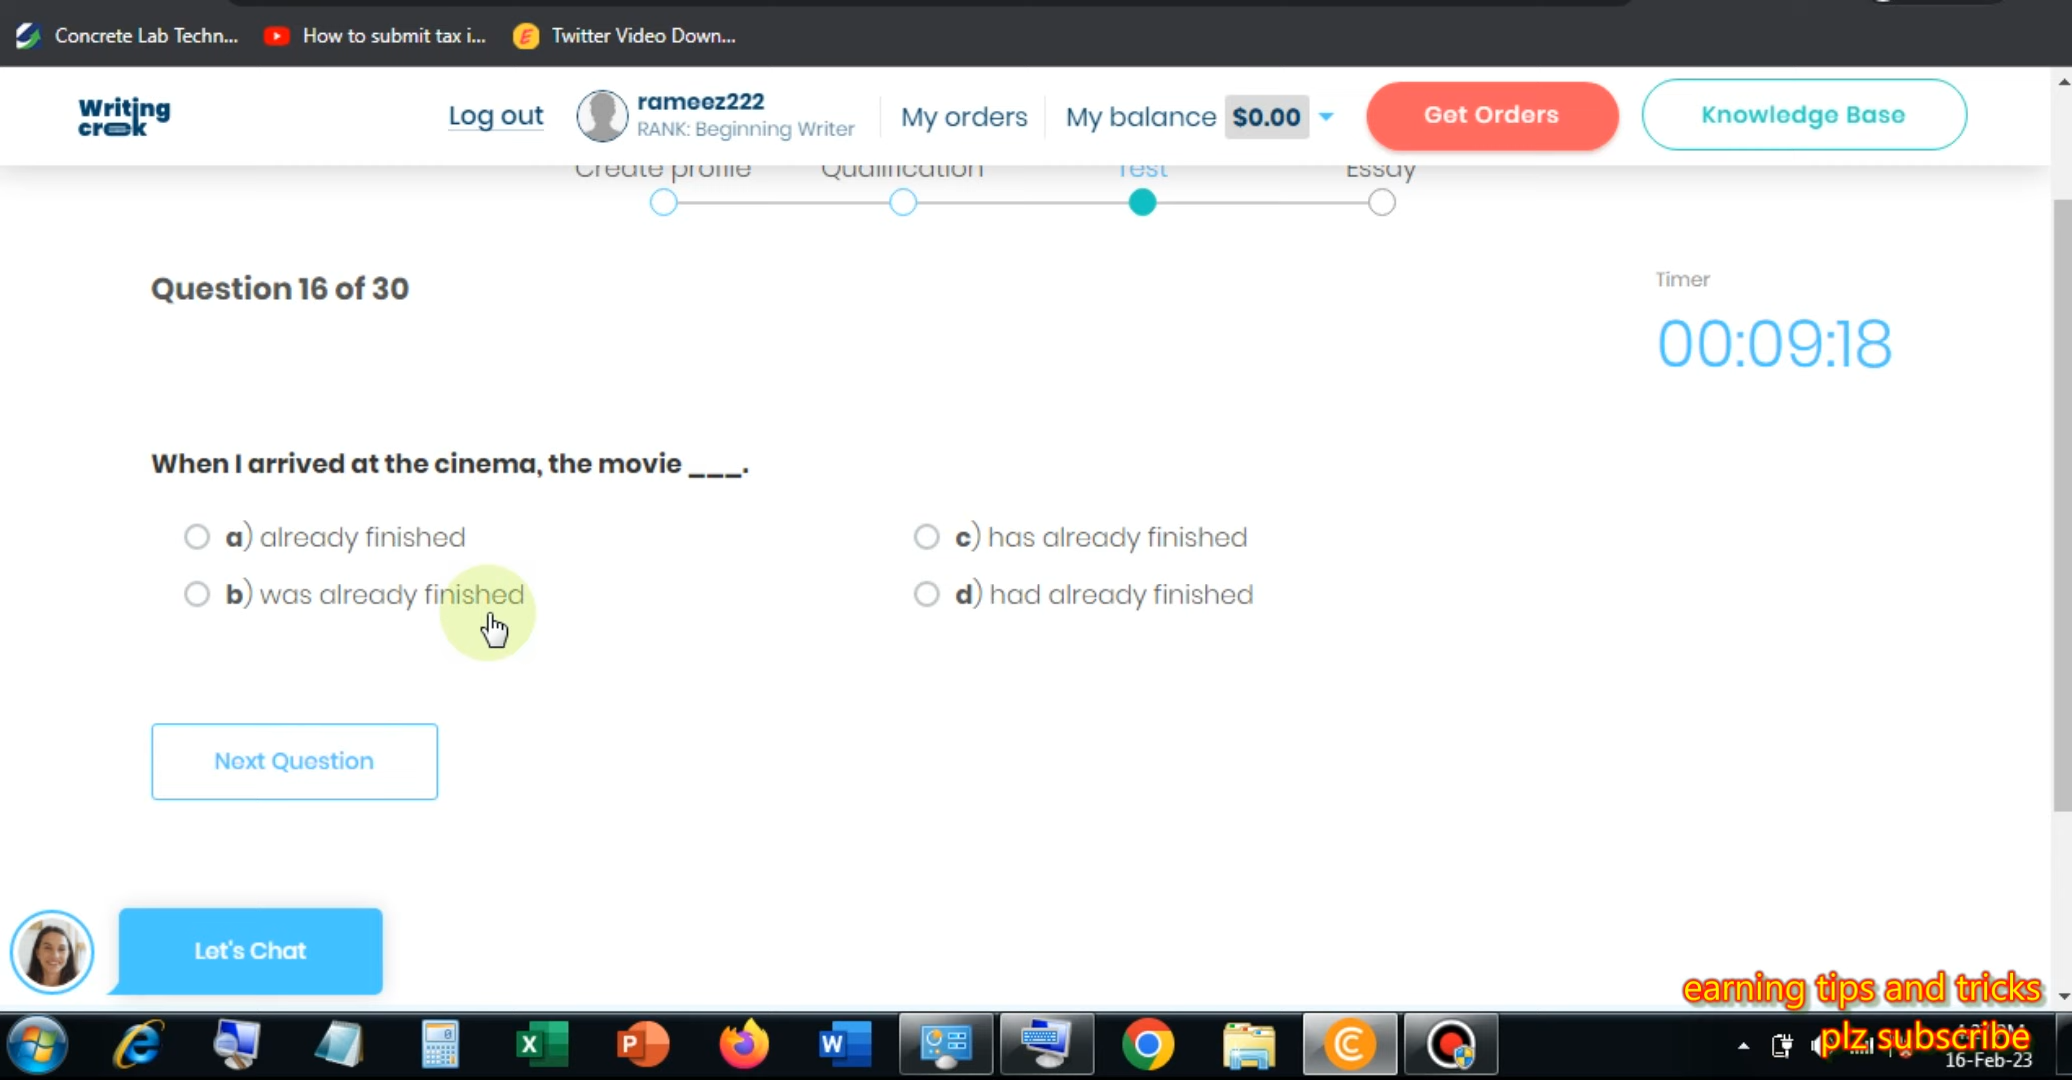 Concrete Lab Techn...
How to submit tax i...
Twitter Video Down...
Writing creek
Log out
rameez222
RANK: Beginning Writer
My orders
My balance $0.00
Get Orders
Knowledge Base
Create profile
Qualification
Test
Essay
Question 16 of 30
Timer
00:09:18
When I arrived at the cinema, the movie ___.
a) already finished
c) has already finished
b) was already finished
d) had already finished
Next Question
Let's Chat
earning tips and tricks
plz subscribe
16-Feb-23